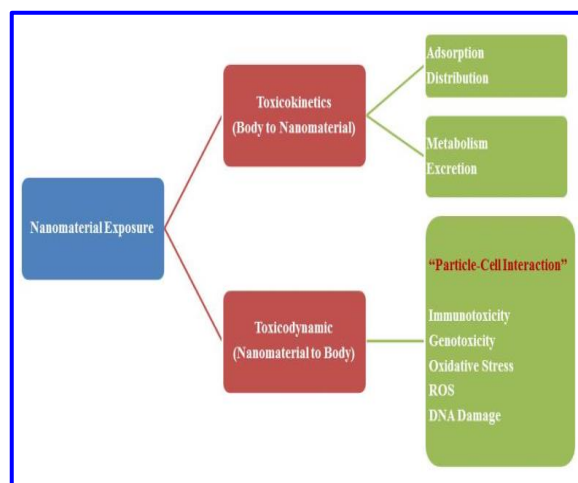 Nanomaterial Exposure
Toxicokinetics
(Body to Nanomaterial)
Adsorption
Distribution
Metabolism
Excretion
Toxicodynamic
(Nanomaterial to Body)
“Particle-Cell Interaction”
Immunotoxicity
Genotoxicity
Oxidative Stress
ROS
DNA Damage